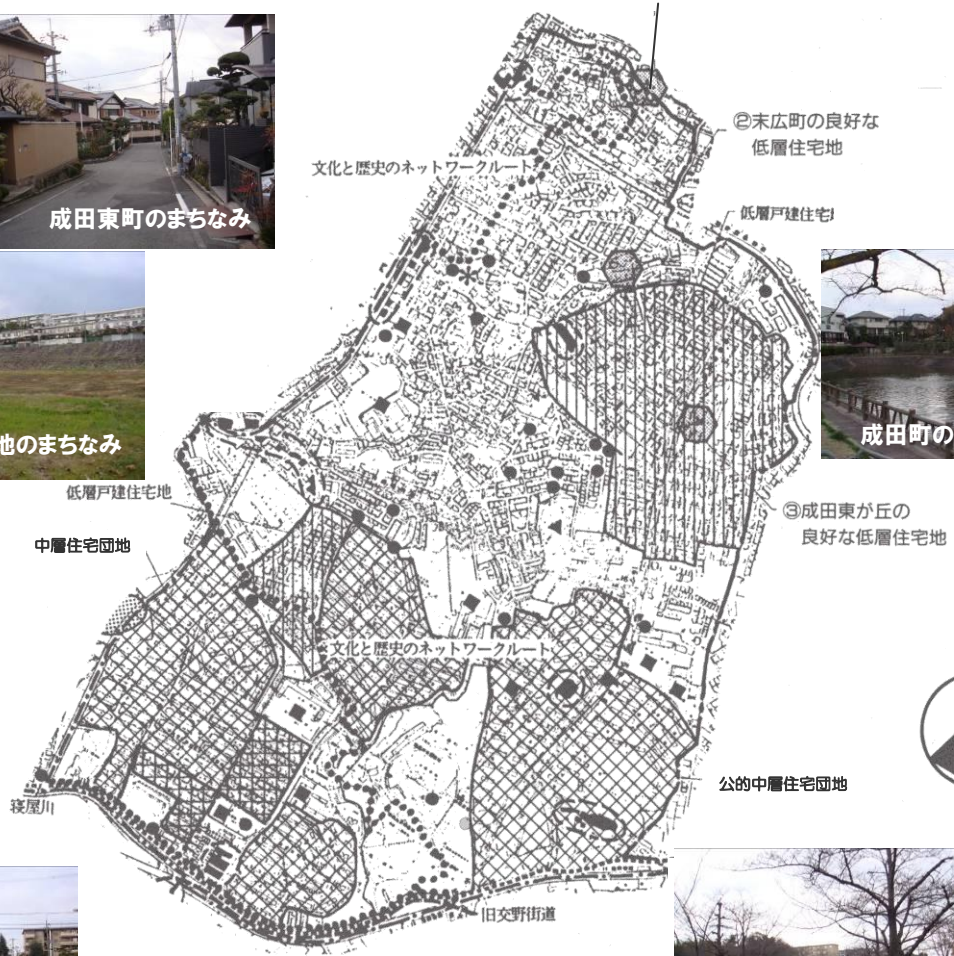 成田東町のまちなみ
②末広町の良好な
低層住宅地
文化と歴史のネットワークルート
低層戸建住宅
地のまちなみ
成田町の
低層戸建住宅地
中層住宅団地
③成田東が丘の
良好な低層住宅地
文化と歴史のネットワークルート
公的中層住宅団地
寝屋川
旧交野街道